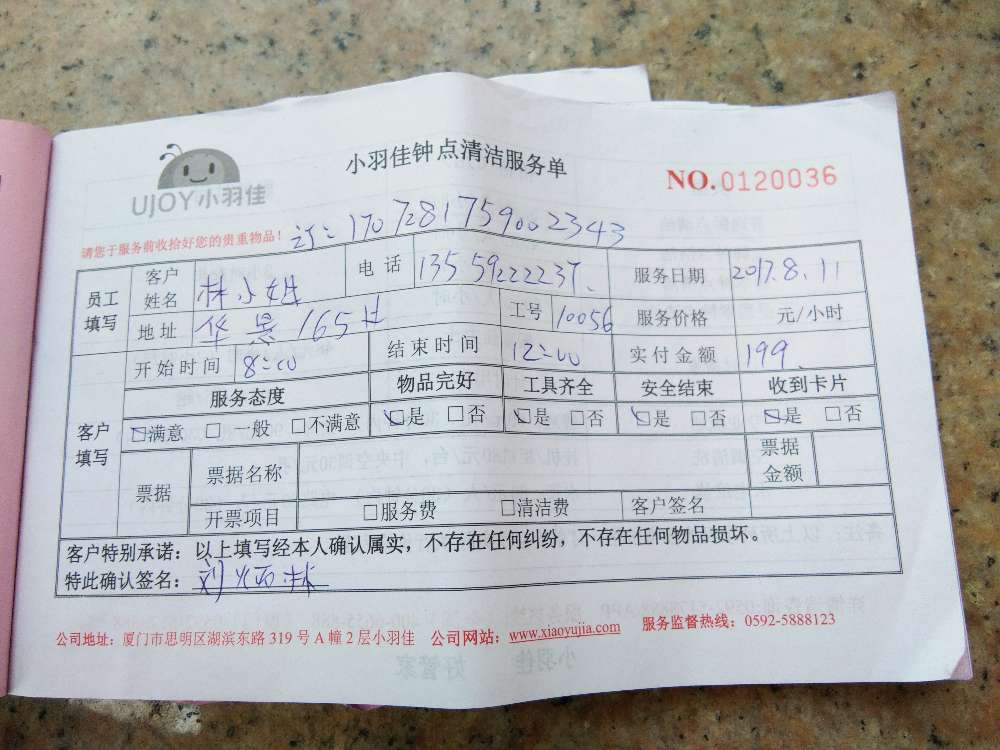 小羽佳钟点清洁服务单
NO.0120036
UJOY小羽佳
请您于服务前收拾好您的贵重物品！
订：1707281759002343
员工填写 客户姓名 林小姐 电话 13559222237. 服务日期 2017.8.11
地址 华景165# 工号 10056 服务价格 元/小时
开始时间 8:00 结束时间 12:00 实付金额 199.
客户填写 服务态度 物品完好 工具齐全 安全结束 收到卡片
☑满意 □一般 □不满意 ☑是 □否 ☑是 □否 ☑是 □否 ☑是 □否
票据 票据名称 票据金额
开票项目 □服务费 □清洁费 客户签名
客户特别承诺：以上填写经本人确认属实，不存在任何纠纷，不存在任何物品损坏。
特此确认签名：
公司地址：厦门市思明区湖滨东路 319 号 A 幢 2 层小羽佳 公司网站：www.xiaoyujia.com 服务监督热线：0592-5888123